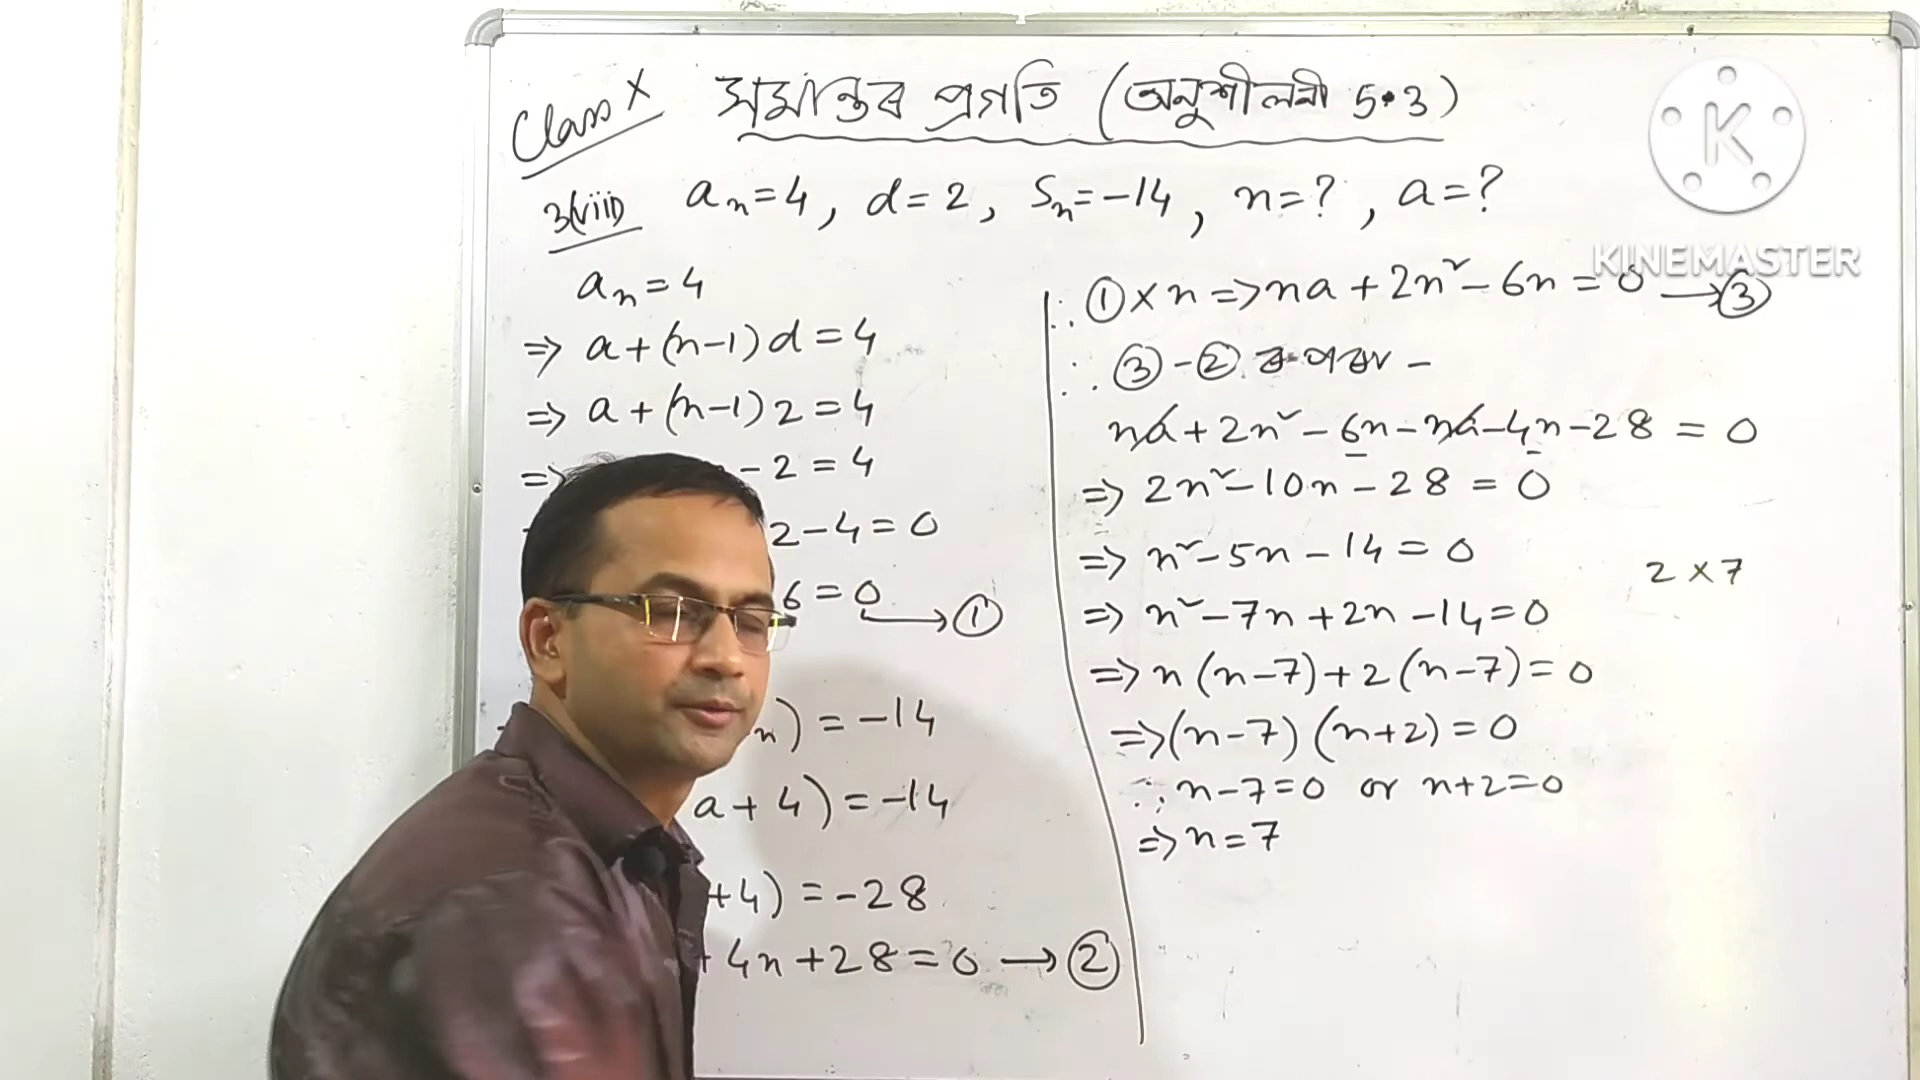 Class X সমান্তৰ প্ৰগতি (অনুশীলনী 5.3)
3(viii) aₙ=4, d=2, Sₙ=-14, n=?, a=?
aₙ=4
=> a+(n-1)d=4
=> a+(n-1)2=4
=> -2=4
2-4=0
6=0 → ①
n)=-14
a+4)=-14
+4)=-28
+4n+28=0 → ②
∴ ①×n=>na+2n²-6n=0 → ③
∴ ③-②
na+2n²-6n-na-4n-28=0
=> 2n²-10n-28=0
=> n²-5n-14=0
2×7
=> n²-7n+2n-14=0
=> n(n-7)+2(n-7)=0
=>(n-7)(n+2)=0
∴ n-7=0 or n+2=0
=> n=7
K
KINEMASTER